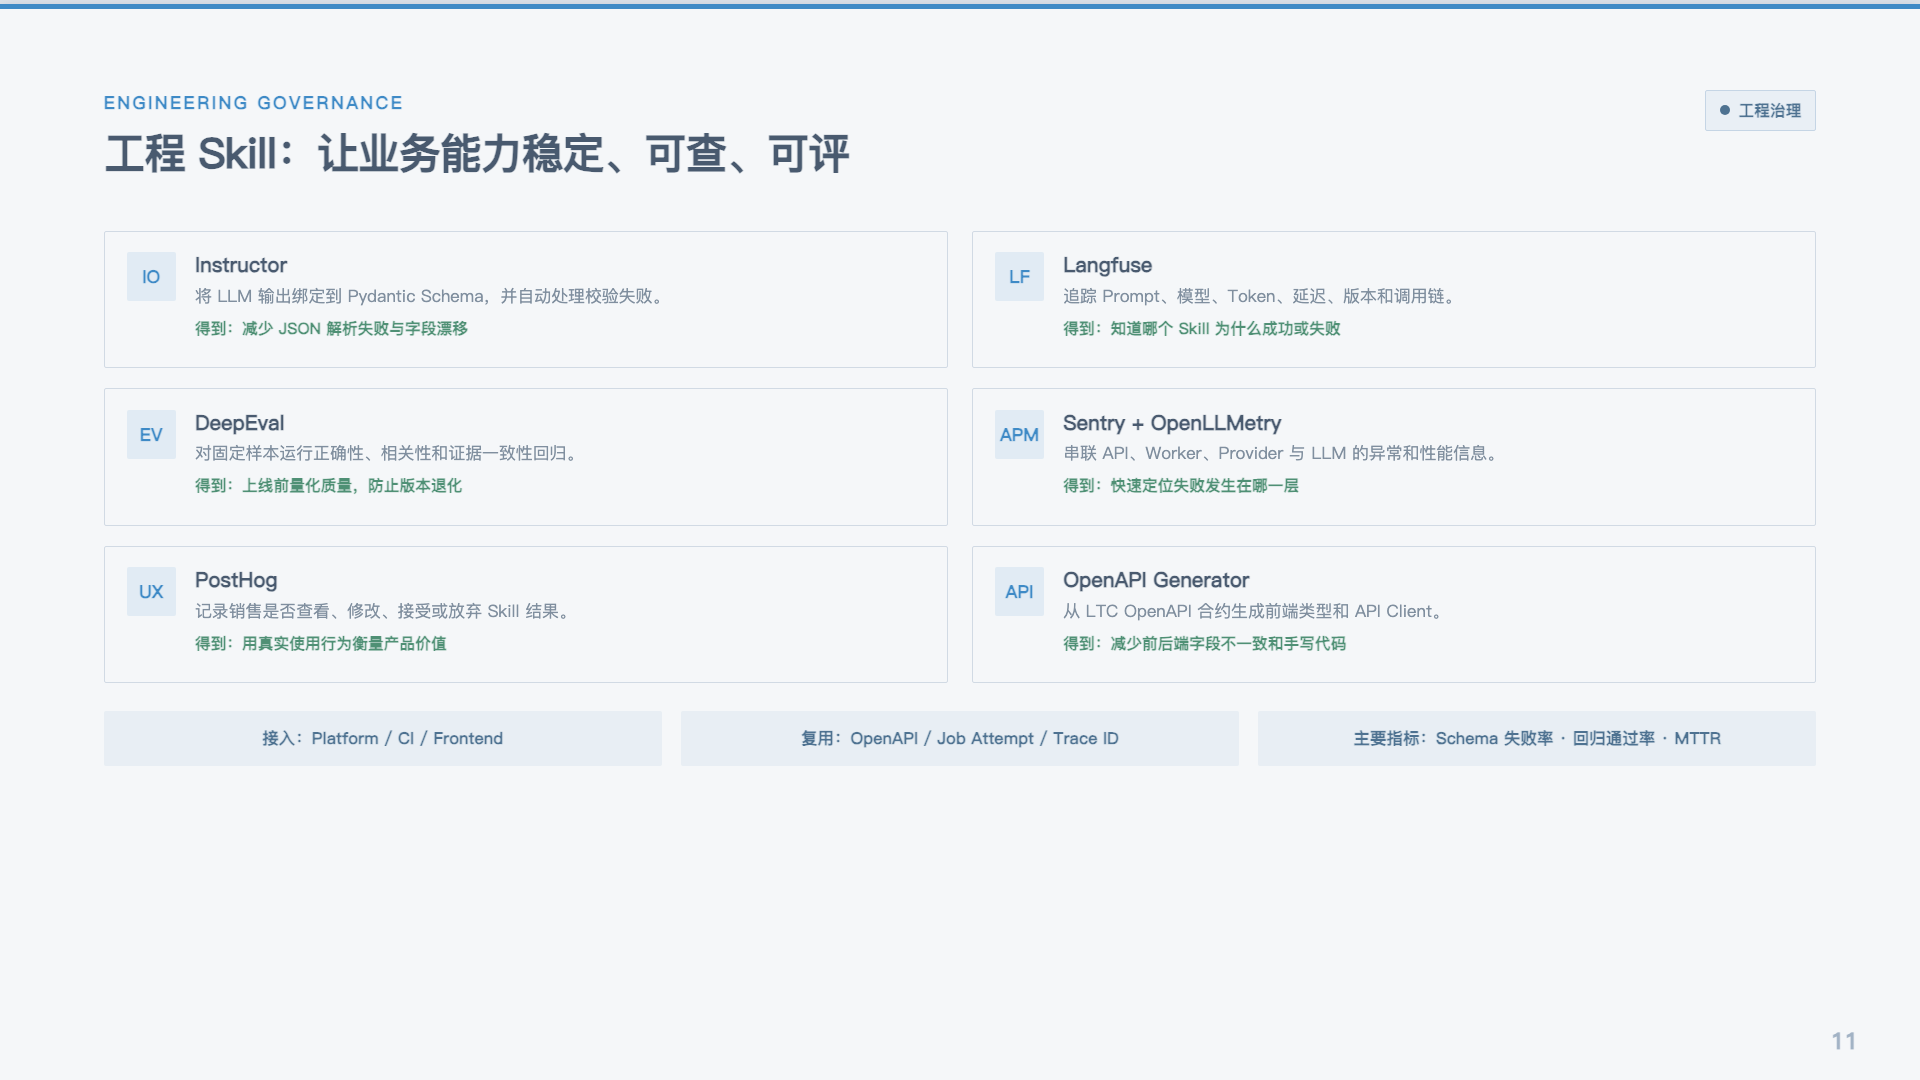 ENGINEERING GOVERNANCE
工程治理
工程 Skill：让业务能力稳定、可查、可评
IO
Instructor
将 LLM 输出绑定到 Pydantic Schema，并自动处理校验失败。
得到：减少 JSON 解析失败与字段漂移
LF
Langfuse
追踪 Prompt、模型、Token、延迟、版本和调用链。
得到：知道哪个 Skill 为什么成功或失败
EV
DeepEval
对固定样本运行正确性、相关性和证据一致性回归。
得到：上线前量化质量，防止版本退化
APM
Sentry + OpenLLMetry
串联 API、Worker、Provider 与 LLM 的异常和性能信息。
得到：快速定位失败发生在哪一层
UX
PostHog
记录销售是否查看、修改、接受或放弃 Skill 结果。
得到：用真实使用行为衡量产品价值
API
OpenAPI Generator
从 LTC OpenAPI 合约生成前端类型和 API Client。
得到：减少前后端字段不一致和手写代码
接入：Platform / CI / Frontend
复用：OpenAPI / Job Attempt / Trace ID
主要指标：Schema 失败率 · 回归通过率 · MTTR
11